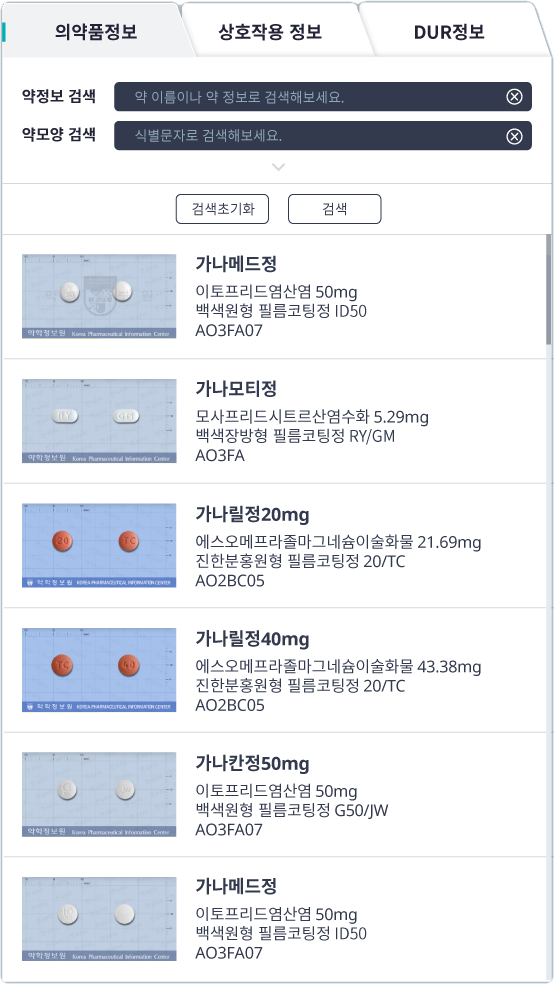 의약품정보
상호작용 정보
DUR정보
약정보 검색
약 이름이나 약 정보로 검색해보세요.
약모양 검색
식별문자로 검색해보세요.
검색초기화
검색
가나메드정
이토프리드염산염 50mg
백색원형 필름코팅정 ID50
AO3FA07
약학정보원 Korea Pharmaceutical Information Center
가나모티정
모사프리드시트르산염수화 5.29mg
백색장방형 필름코팅정 RY/GM
AO3FA
RY GM
약학정보원 Korea Pharmaceutical Information Center
가나릴정20mg
에스오메프라졸마그네슘이술화물 21.69mg
진한분홍원형 필름코팅정 20/TC
AO2BC05
20 TC
약학정보원 KOREA PHARMACEUTICAL INFORMATION CENTER
가나릴정40mg
에스오메프라졸마그네슘이술화물 43.38mg
진한분홍원형 필름코팅정 20/TC
AO2BC05
TC 40
약학정보원 KOREA PHARMACEUTICAL INFORMATION CENTER
가나칸정50mg
이토프리드염산염 50mg
백색원형 필름코팅정 G50/JW
AO3FA07
약학정보원 Korea Pharmaceutical Information Center
가나메드정
이토프리드염산염 50mg
백색원형 필름코팅정 ID50
AO3FA07
약학정보원 Korea Pharmaceutical Information Center